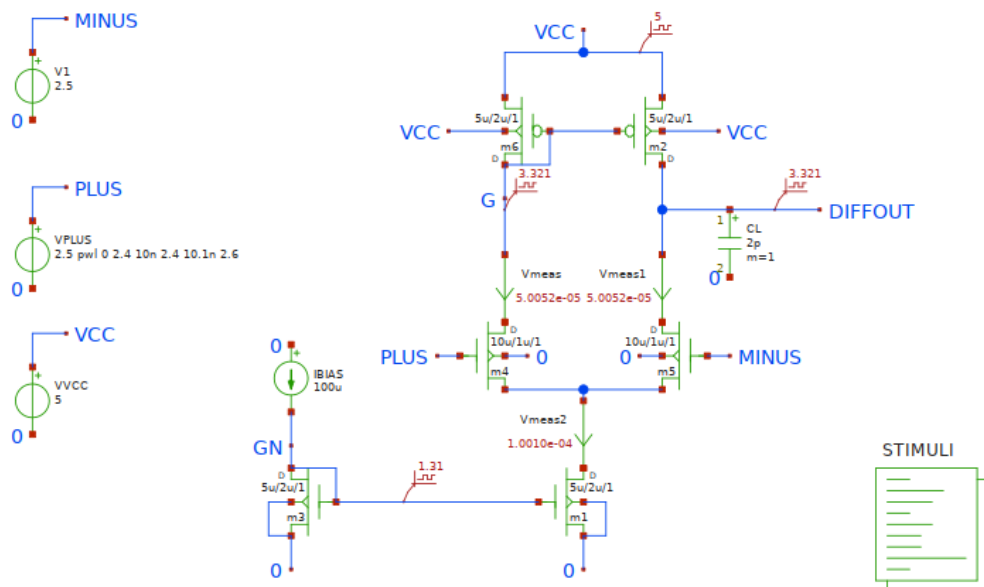 MINUS
V1
2.5
0
PLUS
VPLUS
2.5 pwl 0 2.4 10n 2.4 10.1n 2.6
0
VCC
VVCC
5
0
VCC
5
5u/2u/1
5u/2u/1
VCC
VCC
m6
m2
D
D
3.321
3.321
G
DIFFOUT
1
CL
2p
m=1
2
0
Vmeas
Vmeas1
5.0052e-05
5.0052e-05
D
D
10u/1u/1
10u/1u/1
PLUS
0
0
MINUS
m4
m5
0
IBIAS
100u
Vmeas2
1.0010e-04
GN
D
D
1.31
5u/2u/1
5u/2u/1
m3
m1
0
0
STIMULI